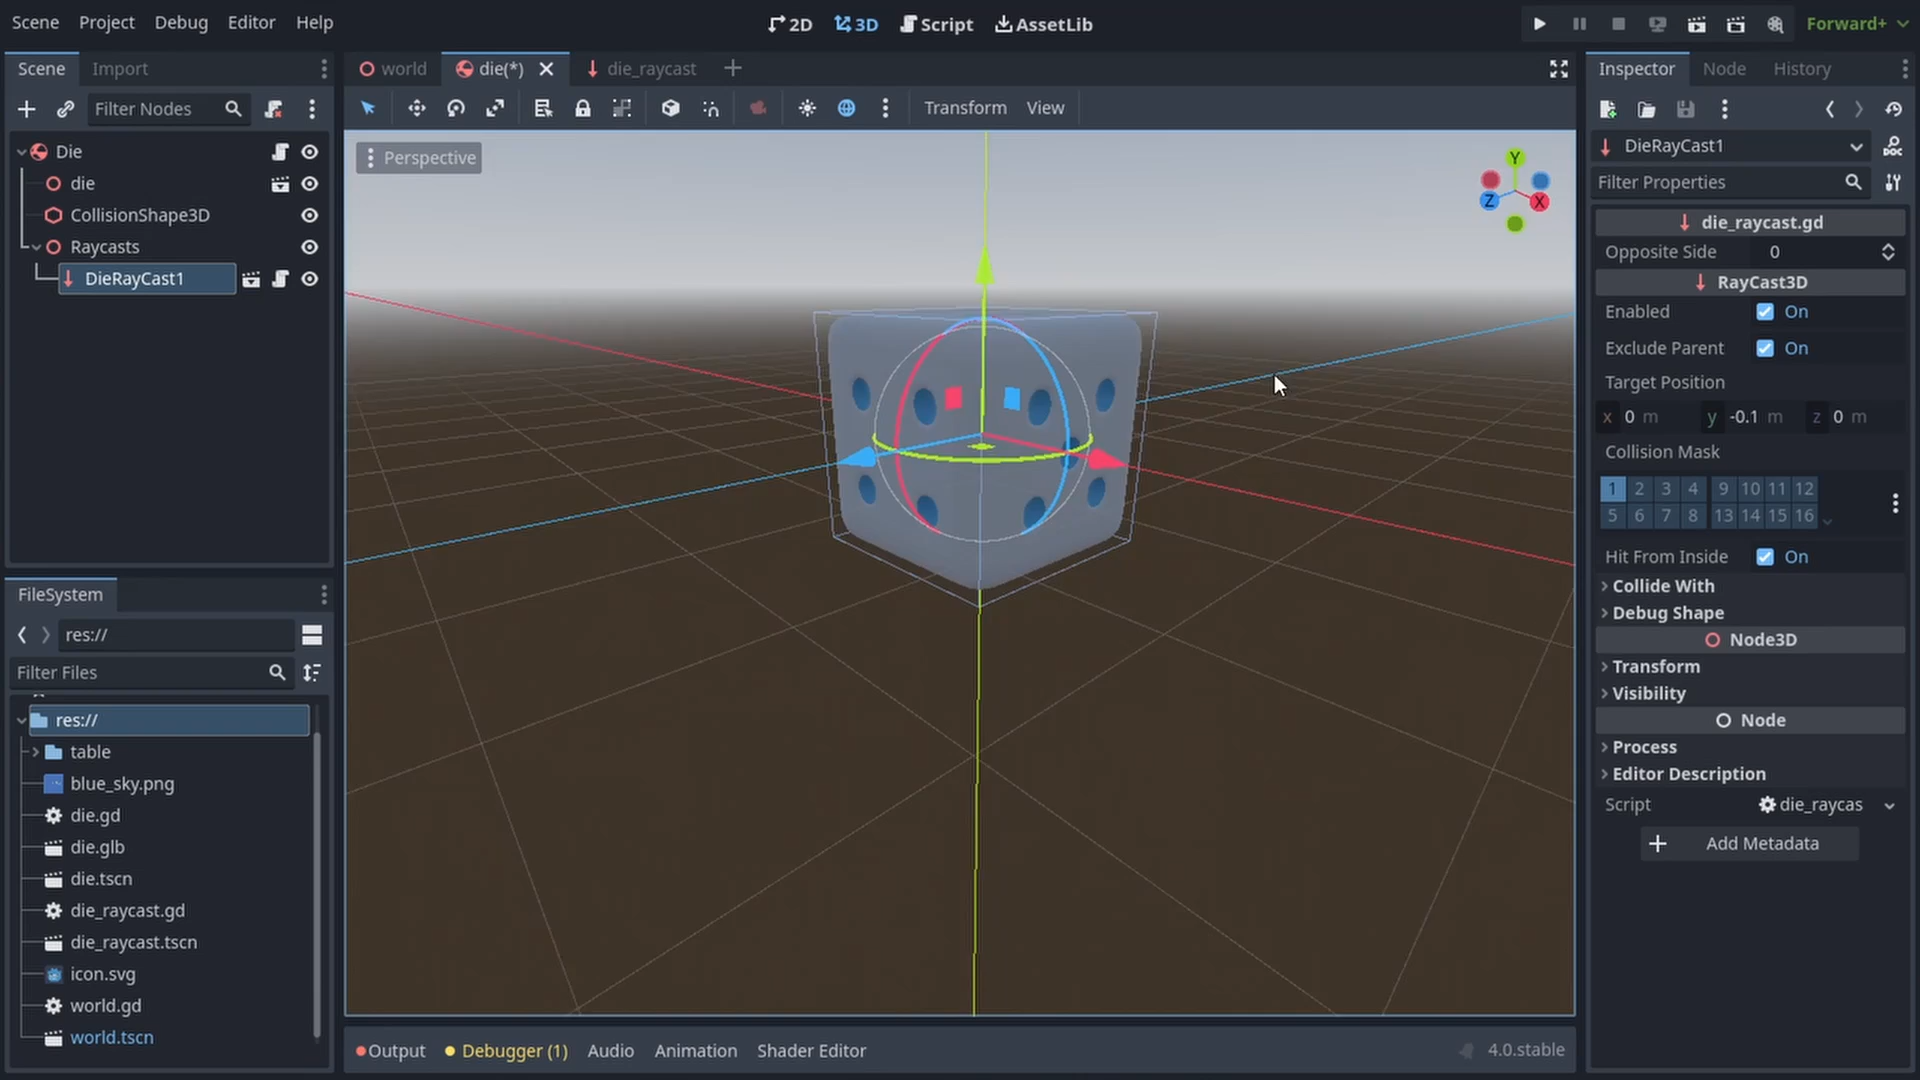 Scene Project Debug Editor Help
2D 3D Script AssetLib
Forward+
Scene Import
Filter Nodes
Die
die
CollisionShape3D
Raycasts
DieRayCast1
FileSystem
res://
Filter Files
res://
table
blue_sky.png
die.gd
die.glb
die.tscn
die_raycast.gd
die_raycast.tscn
icon.svg
world.gd
world.tscn
world die(*) die_raycast
Transform View
Perspective
Y
Z X
Output Debugger (1) Audio Animation Shader Editor
4.0.stable
Inspector Node History
DieRayCast1
DOC
Filter Properties
die_raycast.gd
Opposite Side 0
RayCast3D
Enabled On
Exclude Parent On
Target Position
x 0 m y -0.1 m z 0 m
Collision Mask
1 2 3 4 9 10 11 12
5 6 7 8 13 14 15 16
Hit From Inside On
Collide With
Debug Shape
Node3D
Transform
Visibility
Node
Process
Editor Description
Script die_raycas
Add Metadata